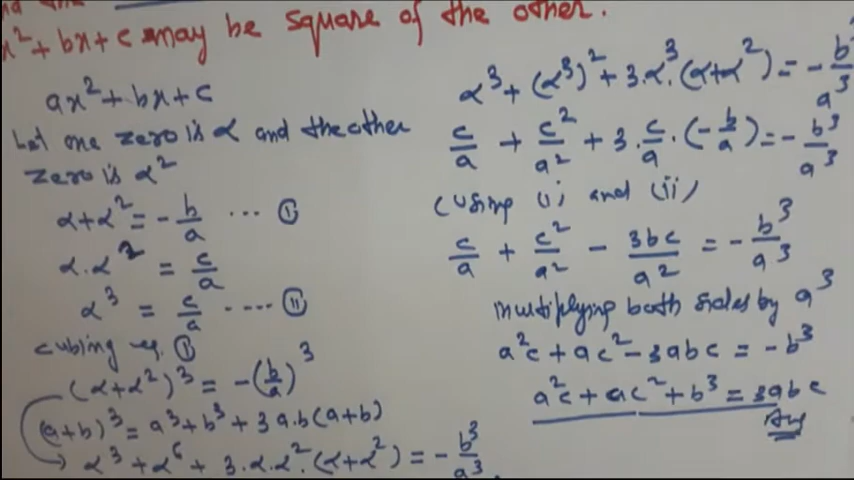 x² + bx + c may be square of the other.
ax² + bx + c
Let one zero is α and the other
zero is α²
α + α² = -b/a ... (i)
α . α² = c/a
α³ = c/a ---- (ii)
cubing eq. (i)
(α + α²)³ = -(b/a)³
(a+b)³ = a³ + b³ + 3a.b(a+b)
α³ + α⁶ + 3.α.α².(α+α²) = -b³/a³.
α³ + (α³)² + 3.α³.(α+α²) = -b³/a³
c/a + c²/a² + 3.c/a.(-b/a) = -b³/a³
(using (i) and (ii)
c/a + c²/a² - 3bc/a² = -b³/a³
multiplying both sides by a³
a²c + ac² - 3abc = -b³
a²c + ac² + b³ = 3abc
Ans